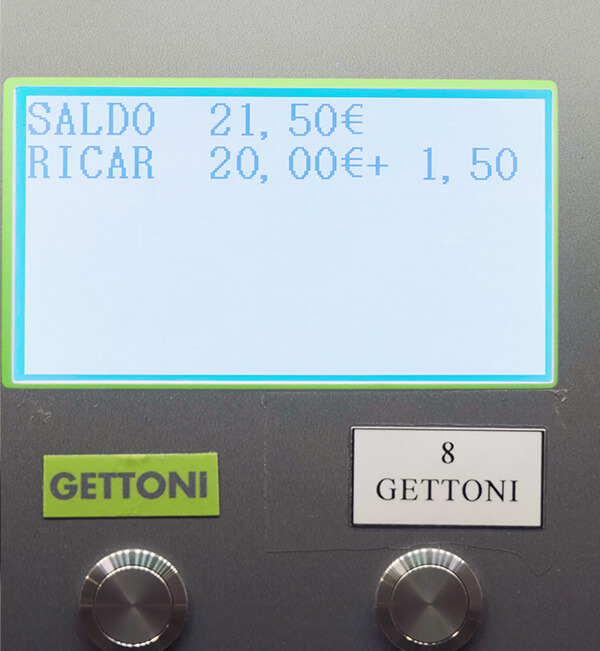 SALDO 21,50€
RICAR 20,00€+ 1,50
GETTONI
8
GETTONI